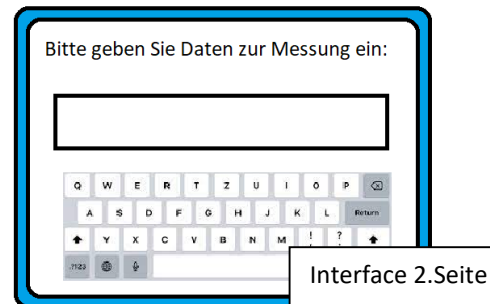 Bitte geben Sie Daten zur Messung ein:
Q W E R T Z U I O P
A S D F G H J K L Return
Y X C V B N M ! ?
.?123
Interface 2.Seite